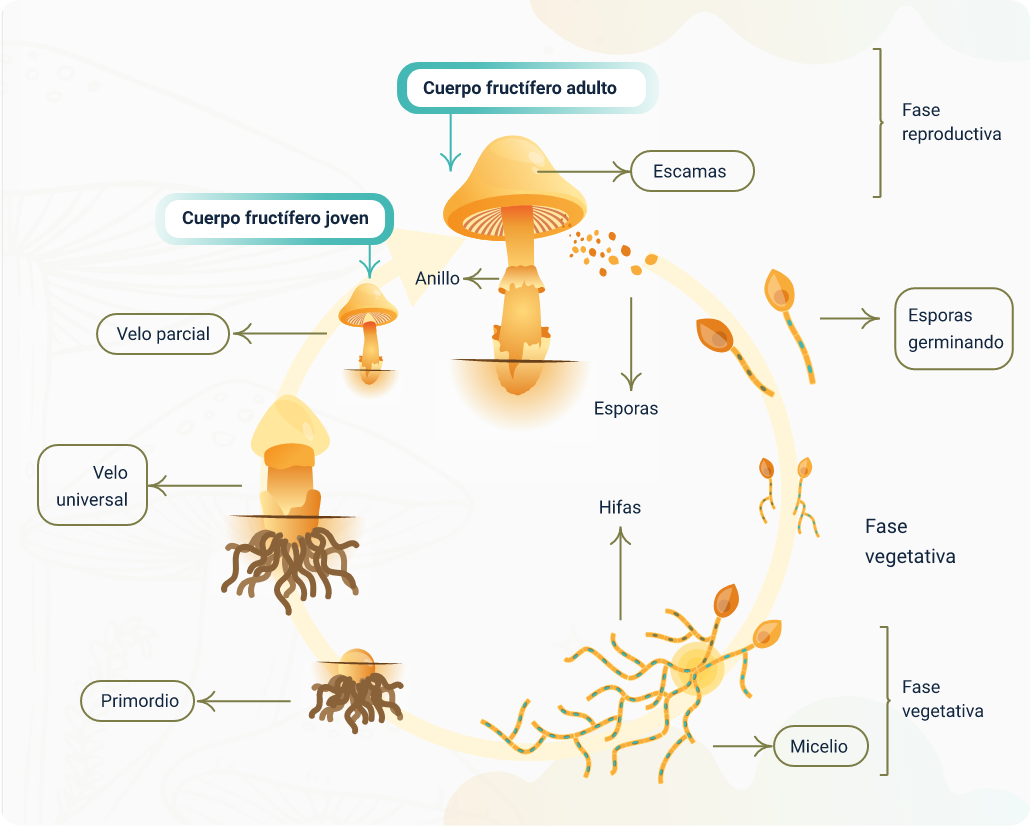 Cuerpo fructífero adulto
Fase
reproductiva
Escamas
Cuerpo fructífero joven
Anillo
Velo parcial
Esporas
germinando
Esporas
Velo
universal
Hifas
Fase
vegetativa
Primordio
Fase
vegetativa
Micelio